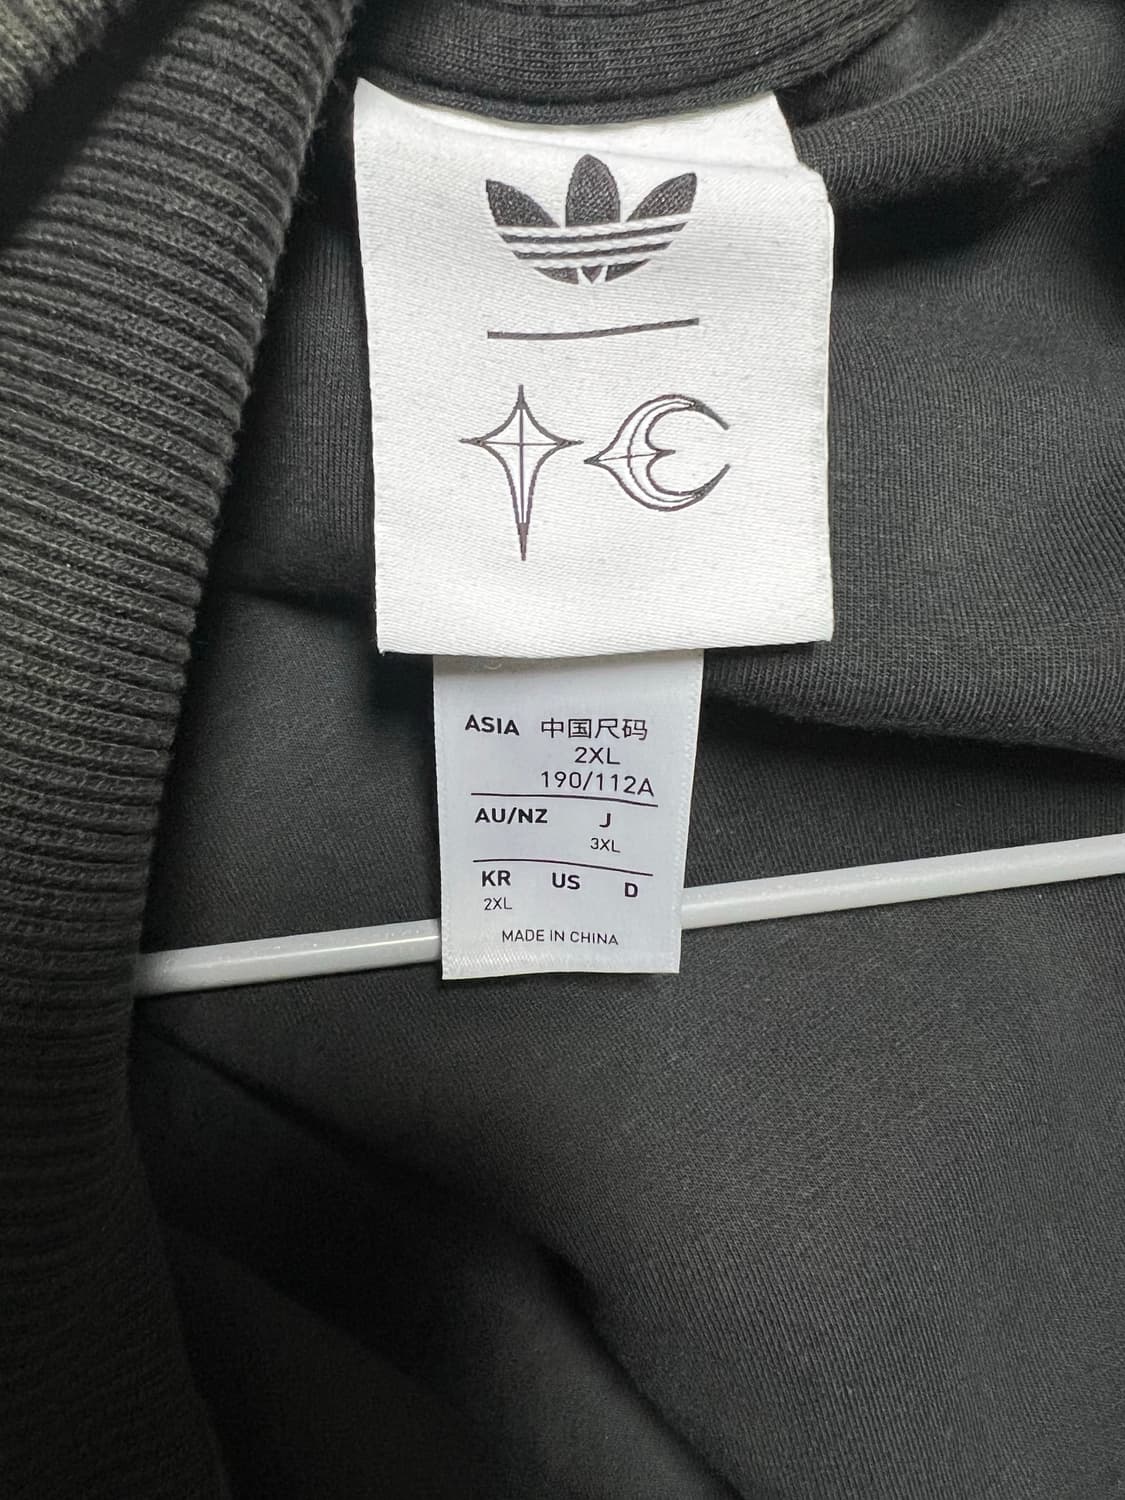 ASIA 中国尺码
2XL
190/112A
AU/NZ J
3XL
KR US D
2XL
MADE IN CHINA